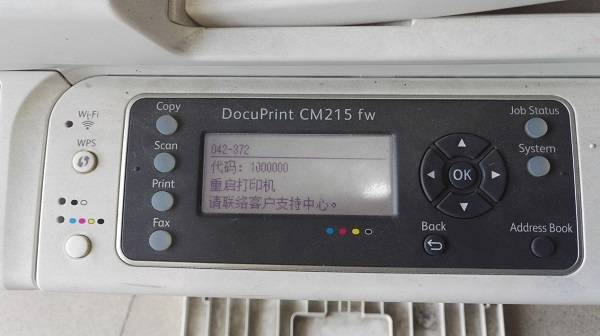 Copy
DocuPrint CM215 fw
Job Status
Wi-Fi
WPS
Scan
System
042-372
代码：1000000
重启打印机
请联络客户支持中心。
OK
Print
Fax
Back
Address Book